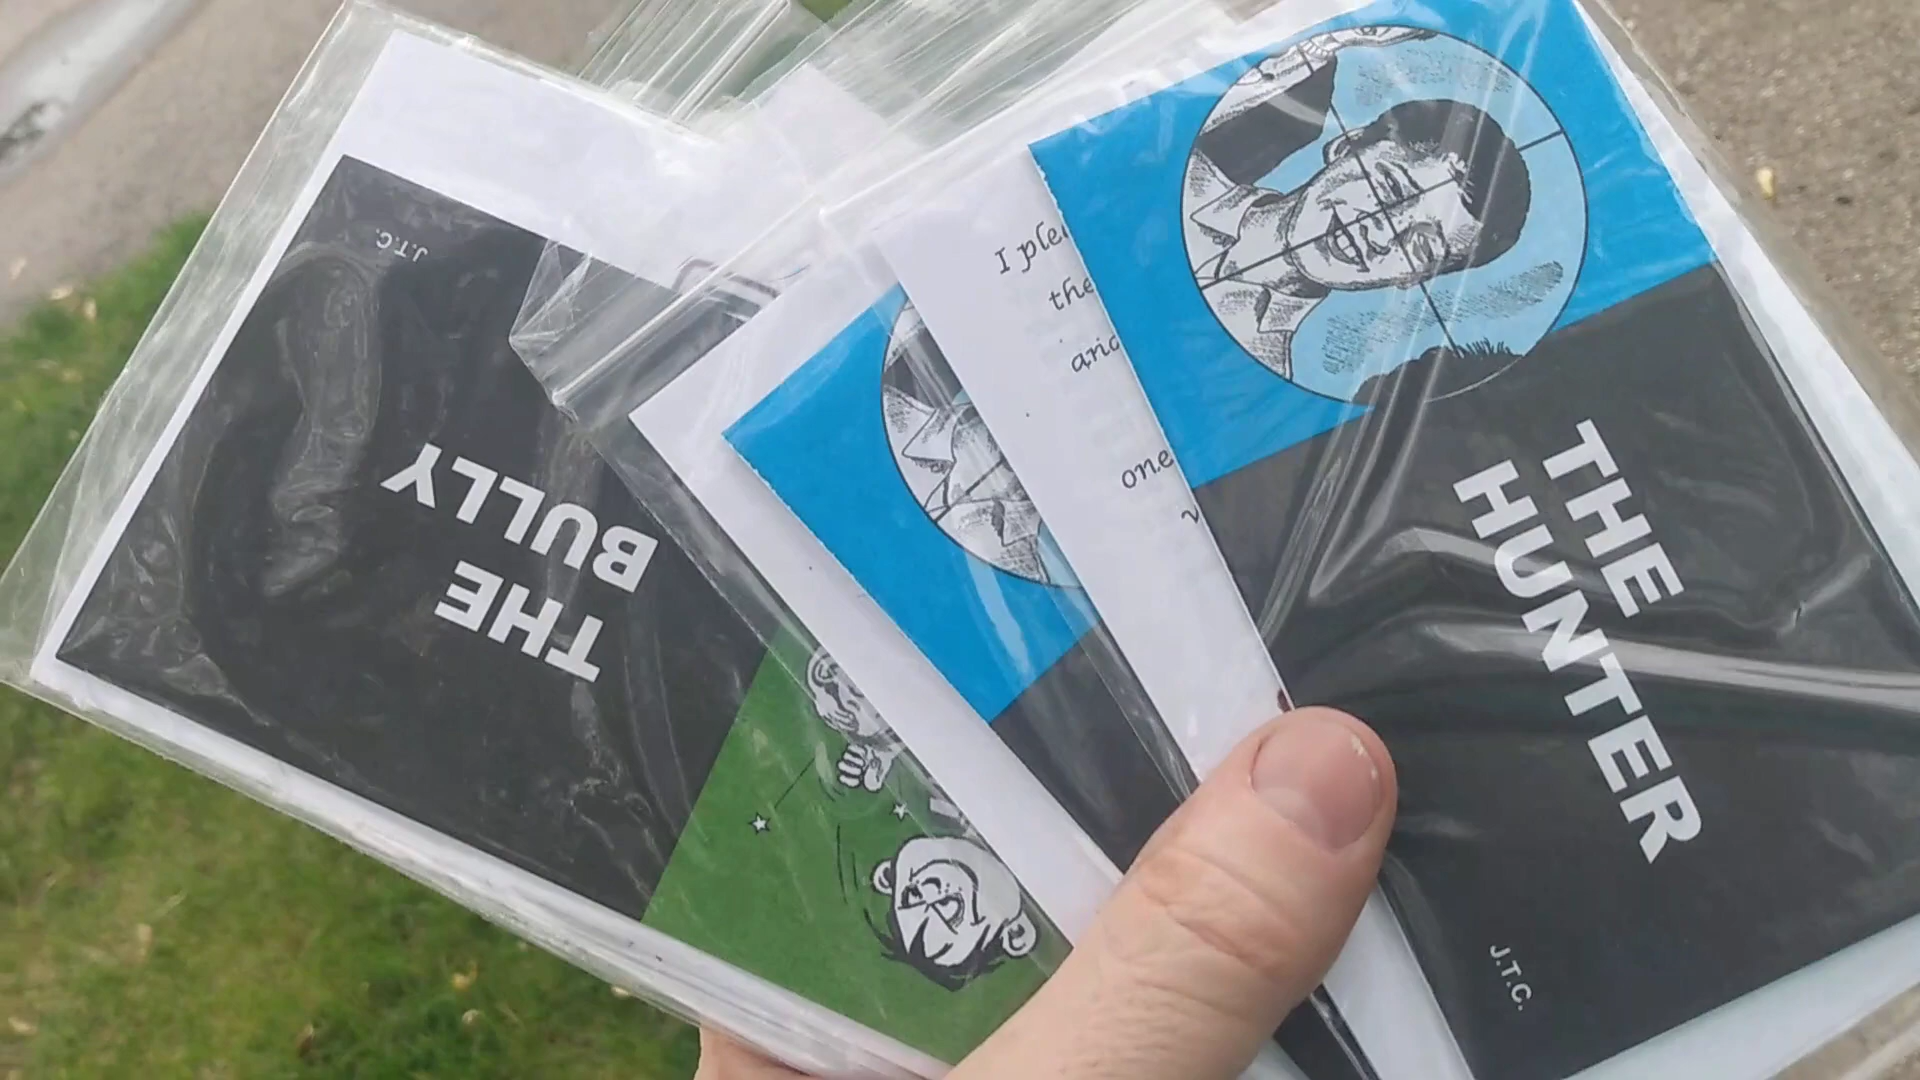 J.T.C.
THE
BULLY
I ple
the
and
one
THE
HUNTER
J.T.C.